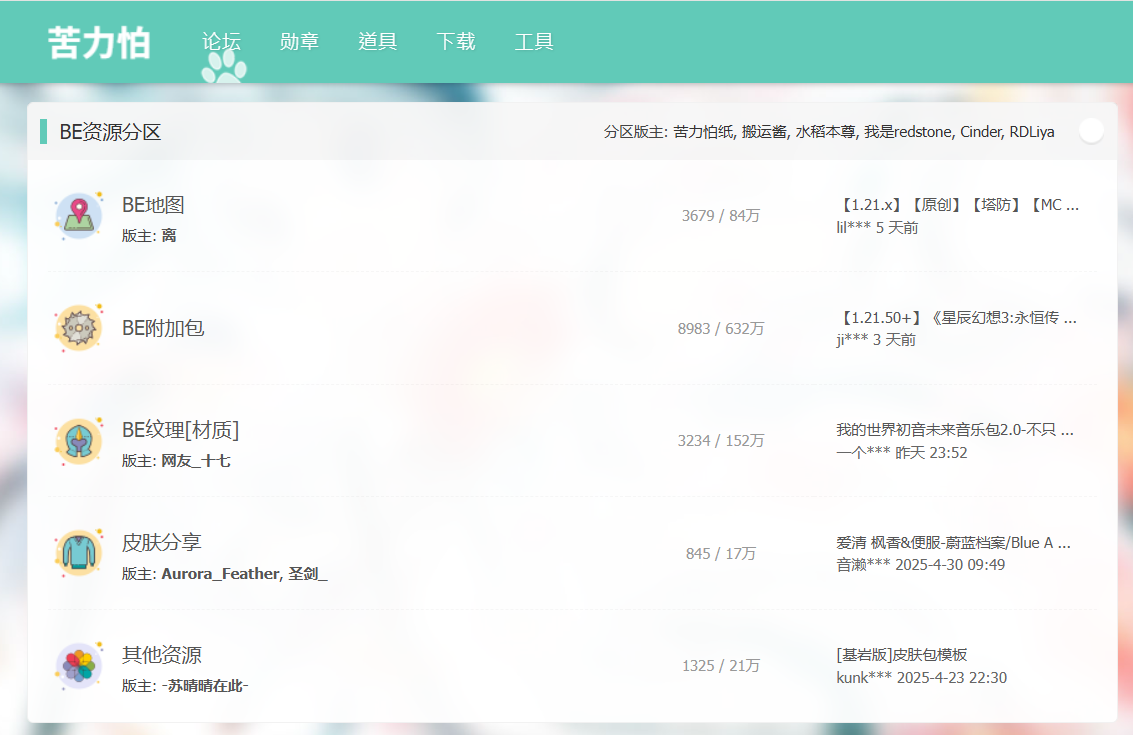 苦力怕 论坛 勋章 道具 下载 工具
BE资源分区 分区版主: 苦力怕纸, 搬运酱, 水稻本尊, 我是redstone, Cinder, RDLiya
BE地图
版主: 离
3679 / 84万
【1.21.x】【原创】【塔防】【MC ...
lil*** 5 天前
BE附加包
8983 / 632万
【1.21.50+】《星辰幻想3:永恒传 ...
ji*** 3 天前
BE纹理[材质]
版主: 网友_十七
3234 / 152万
我的世界初音未来音乐包2.0-不只 ...
一个*** 昨天 23:52
皮肤分享
版主: Aurora_Feather, 圣剑_
845 / 17万
爱清 枫香&便服-蔚蓝档案/Blue A ...
音濑*** 2025-4-30 09:49
其他资源
版主: -苏晴晴在此-
1325 / 21万
[基岩版]皮肤包模板
kunk*** 2025-4-23 22:30